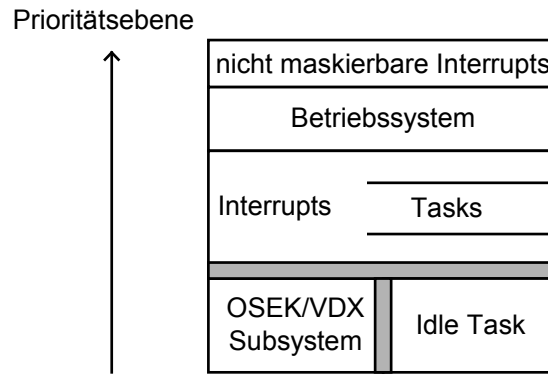 Prioritätsebene
nicht maskierbare Interrupts
Betriebssystem
Interrupts
Tasks
OSEK/VDX
Subsystem
Idle Task